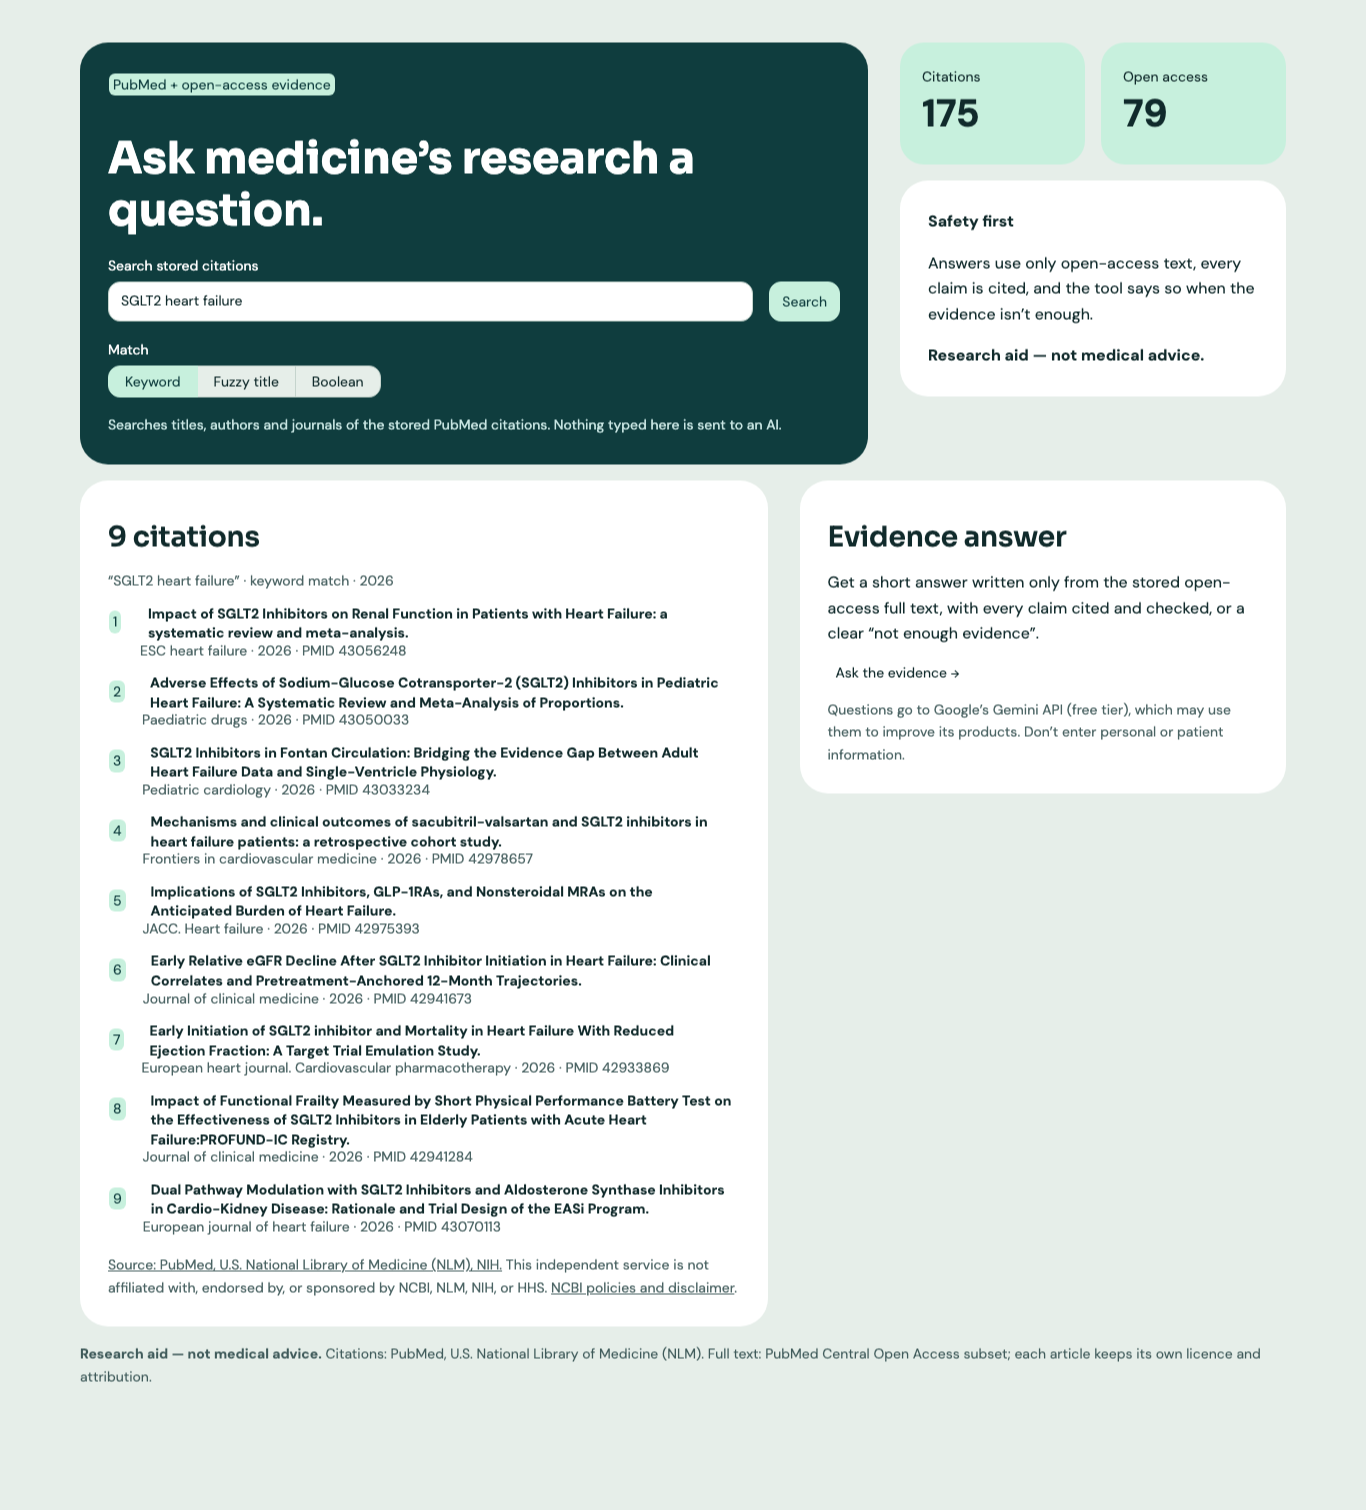 PubMed + open-access evidence
Ask medicine’s research a
question.
Search stored citations
SGLT2 heart failure
Search
Match
Keyword
Fuzzy title
Boolean
Searches titles, authors and journals of the stored PubMed citations. Nothing typed here is sent to an AI.
Citations
175
Open access
79
Safety first
Answers use only open-access text, every
claim is cited, and the tool says so when the
evidence isn’t enough.
Research aid — not medical advice.
9 citations
“SGLT2 heart failure” · keyword match · 2026
1
Impact of SGLT2 Inhibitors on Renal Function in Patients with Heart Failure: a
systematic review and meta-analysis.
ESC heart failure · 2026 · PMID 43056248
2
Adverse Effects of Sodium-Glucose Cotransporter-2 (SGLT2) Inhibitors in Pediatric
Heart Failure: A Systematic Review and Meta-Analysis of Proportions.
Paediatric drugs · 2026 · PMID 43050033
3
SGLT2 Inhibitors in Fontan Circulation: Bridging the Evidence Gap Between Adult
Heart Failure Data and Single-Ventricle Physiology.
Pediatric cardiology · 2026 · PMID 43033234
4
Mechanisms and clinical outcomes of sacubitril-valsartan and SGLT2 inhibitors in
heart failure patients: a retrospective cohort study.
Frontiers in cardiovascular medicine · 2026 · PMID 42978657
5
Implications of SGLT2 Inhibitors, GLP-1RAs, and Nonsteroidal MRAs on the
Anticipated Burden of Heart Failure.
JACC. Heart failure · 2026 · PMID 42975393
6
Early Relative eGFR Decline After SGLT2 Inhibitor Initiation in Heart Failure: Clinical
Correlates and Pretreatment-Anchored 12-Month Trajectories.
Journal of clinical medicine · 2026 · PMID 42941673
7
Early Initiation of SGLT2 inhibitor and Mortality in Heart Failure With Reduced
Ejection Fraction: A Target Trial Emulation Study.
European heart journal. Cardiovascular pharmacotherapy · 2026 · PMID 42933869
8
Impact of Functional Frailty Measured by Short Physical Performance Battery Test on
the Effectiveness of SGLT2 Inhibitors in Elderly Patients with Acute Heart
Failure:PROFUND-IC Registry.
Journal of clinical medicine · 2026 · PMID 42941284
9
Dual Pathway Modulation with SGLT2 Inhibitors and Aldosterone Synthase Inhibitors
in Cardio-Kidney Disease: Rationale and Trial Design of the EASi Program.
European journal of heart failure · 2026 · PMID 43070113
Source: PubMed, U.S. National Library of Medicine (NLM), NIH. This independent service is not
affiliated with, endorsed by, or sponsored by NCBI, NLM, NIH, or HHS. NCBI policies and disclaimer.
Evidence answer
Get a short answer written only from the stored open-
access full text, with every claim cited and checked, or a
clear “not enough evidence”.
Ask the evidence →
Questions go to Google’s Gemini API (free tier), which may use
them to improve its products. Don’t enter personal or patient
information.
Research aid — not medical advice. Citations: PubMed, U.S. National Library of Medicine (NLM). Full text: PubMed Central Open Access subset; each article keeps its own licence and
attribution.